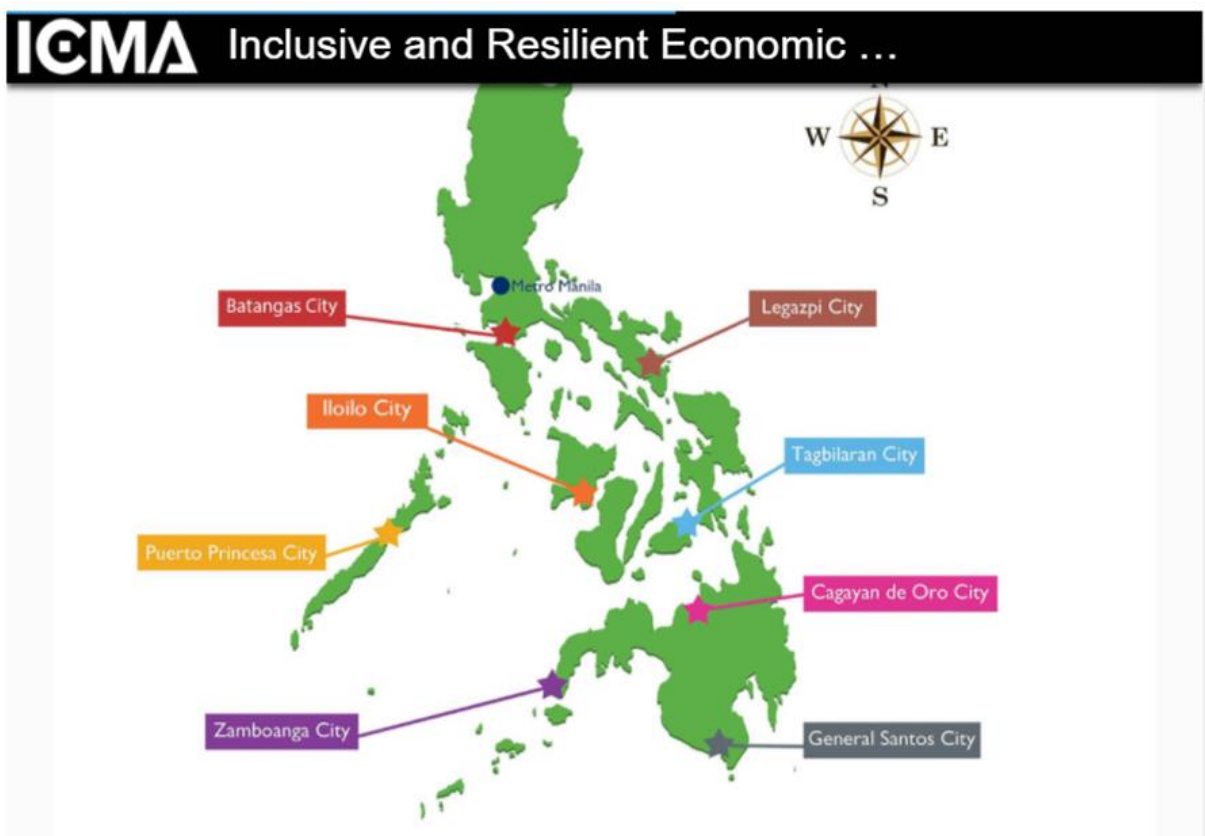 ICMA Inclusive and Resilient Economic ...
W E
S
Metro Manila
Batangas City
Legazpi City
Iloilo City
Tagbilaran City
Puerto Princesa City
Cagayan de Oro City
Zamboanga City
General Santos City